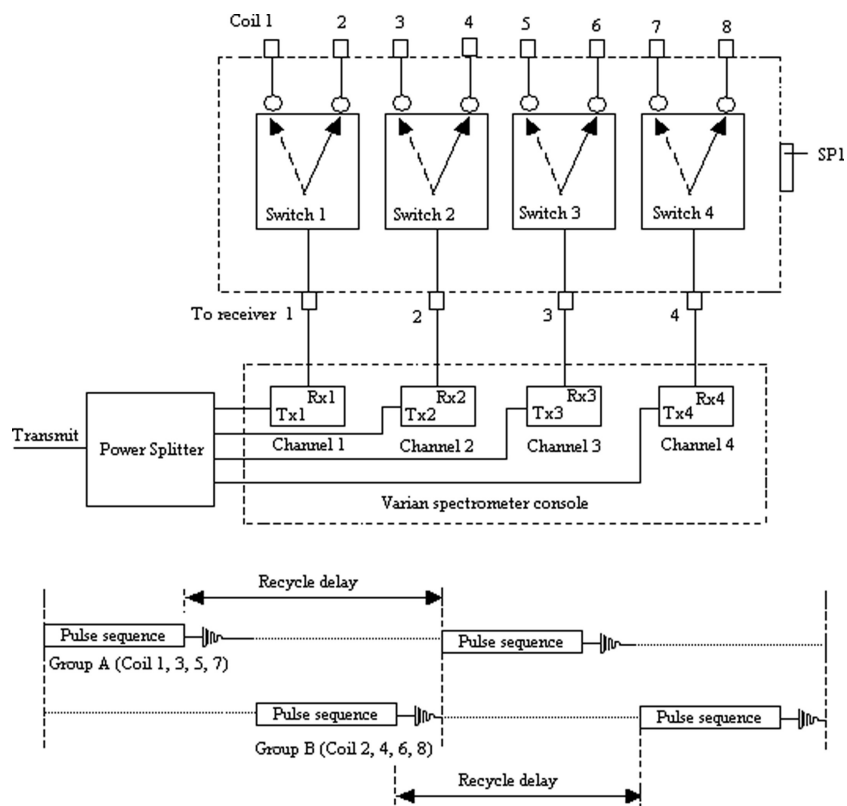 Coil 1 2 3 4 5 6 7 8
SP1
Switch 1 Switch 2 Switch 3 Switch 4
To receiver 1 2 3 4
Rx1 Rx2 Rx3 Rx4
Tx1 Tx2 Tx3 Tx4
Transmit
Power Splitter
Channel 1 Channel 2 Channel 3 Channel 4
Varian spectrometer console
Recycle delay
Pulse sequence Pulse sequence
Group A (Coil 1, 3, 5, 7)
Pulse sequence Pulse sequence
Group B (Coil 2, 4, 6, 8)
Recycle delay